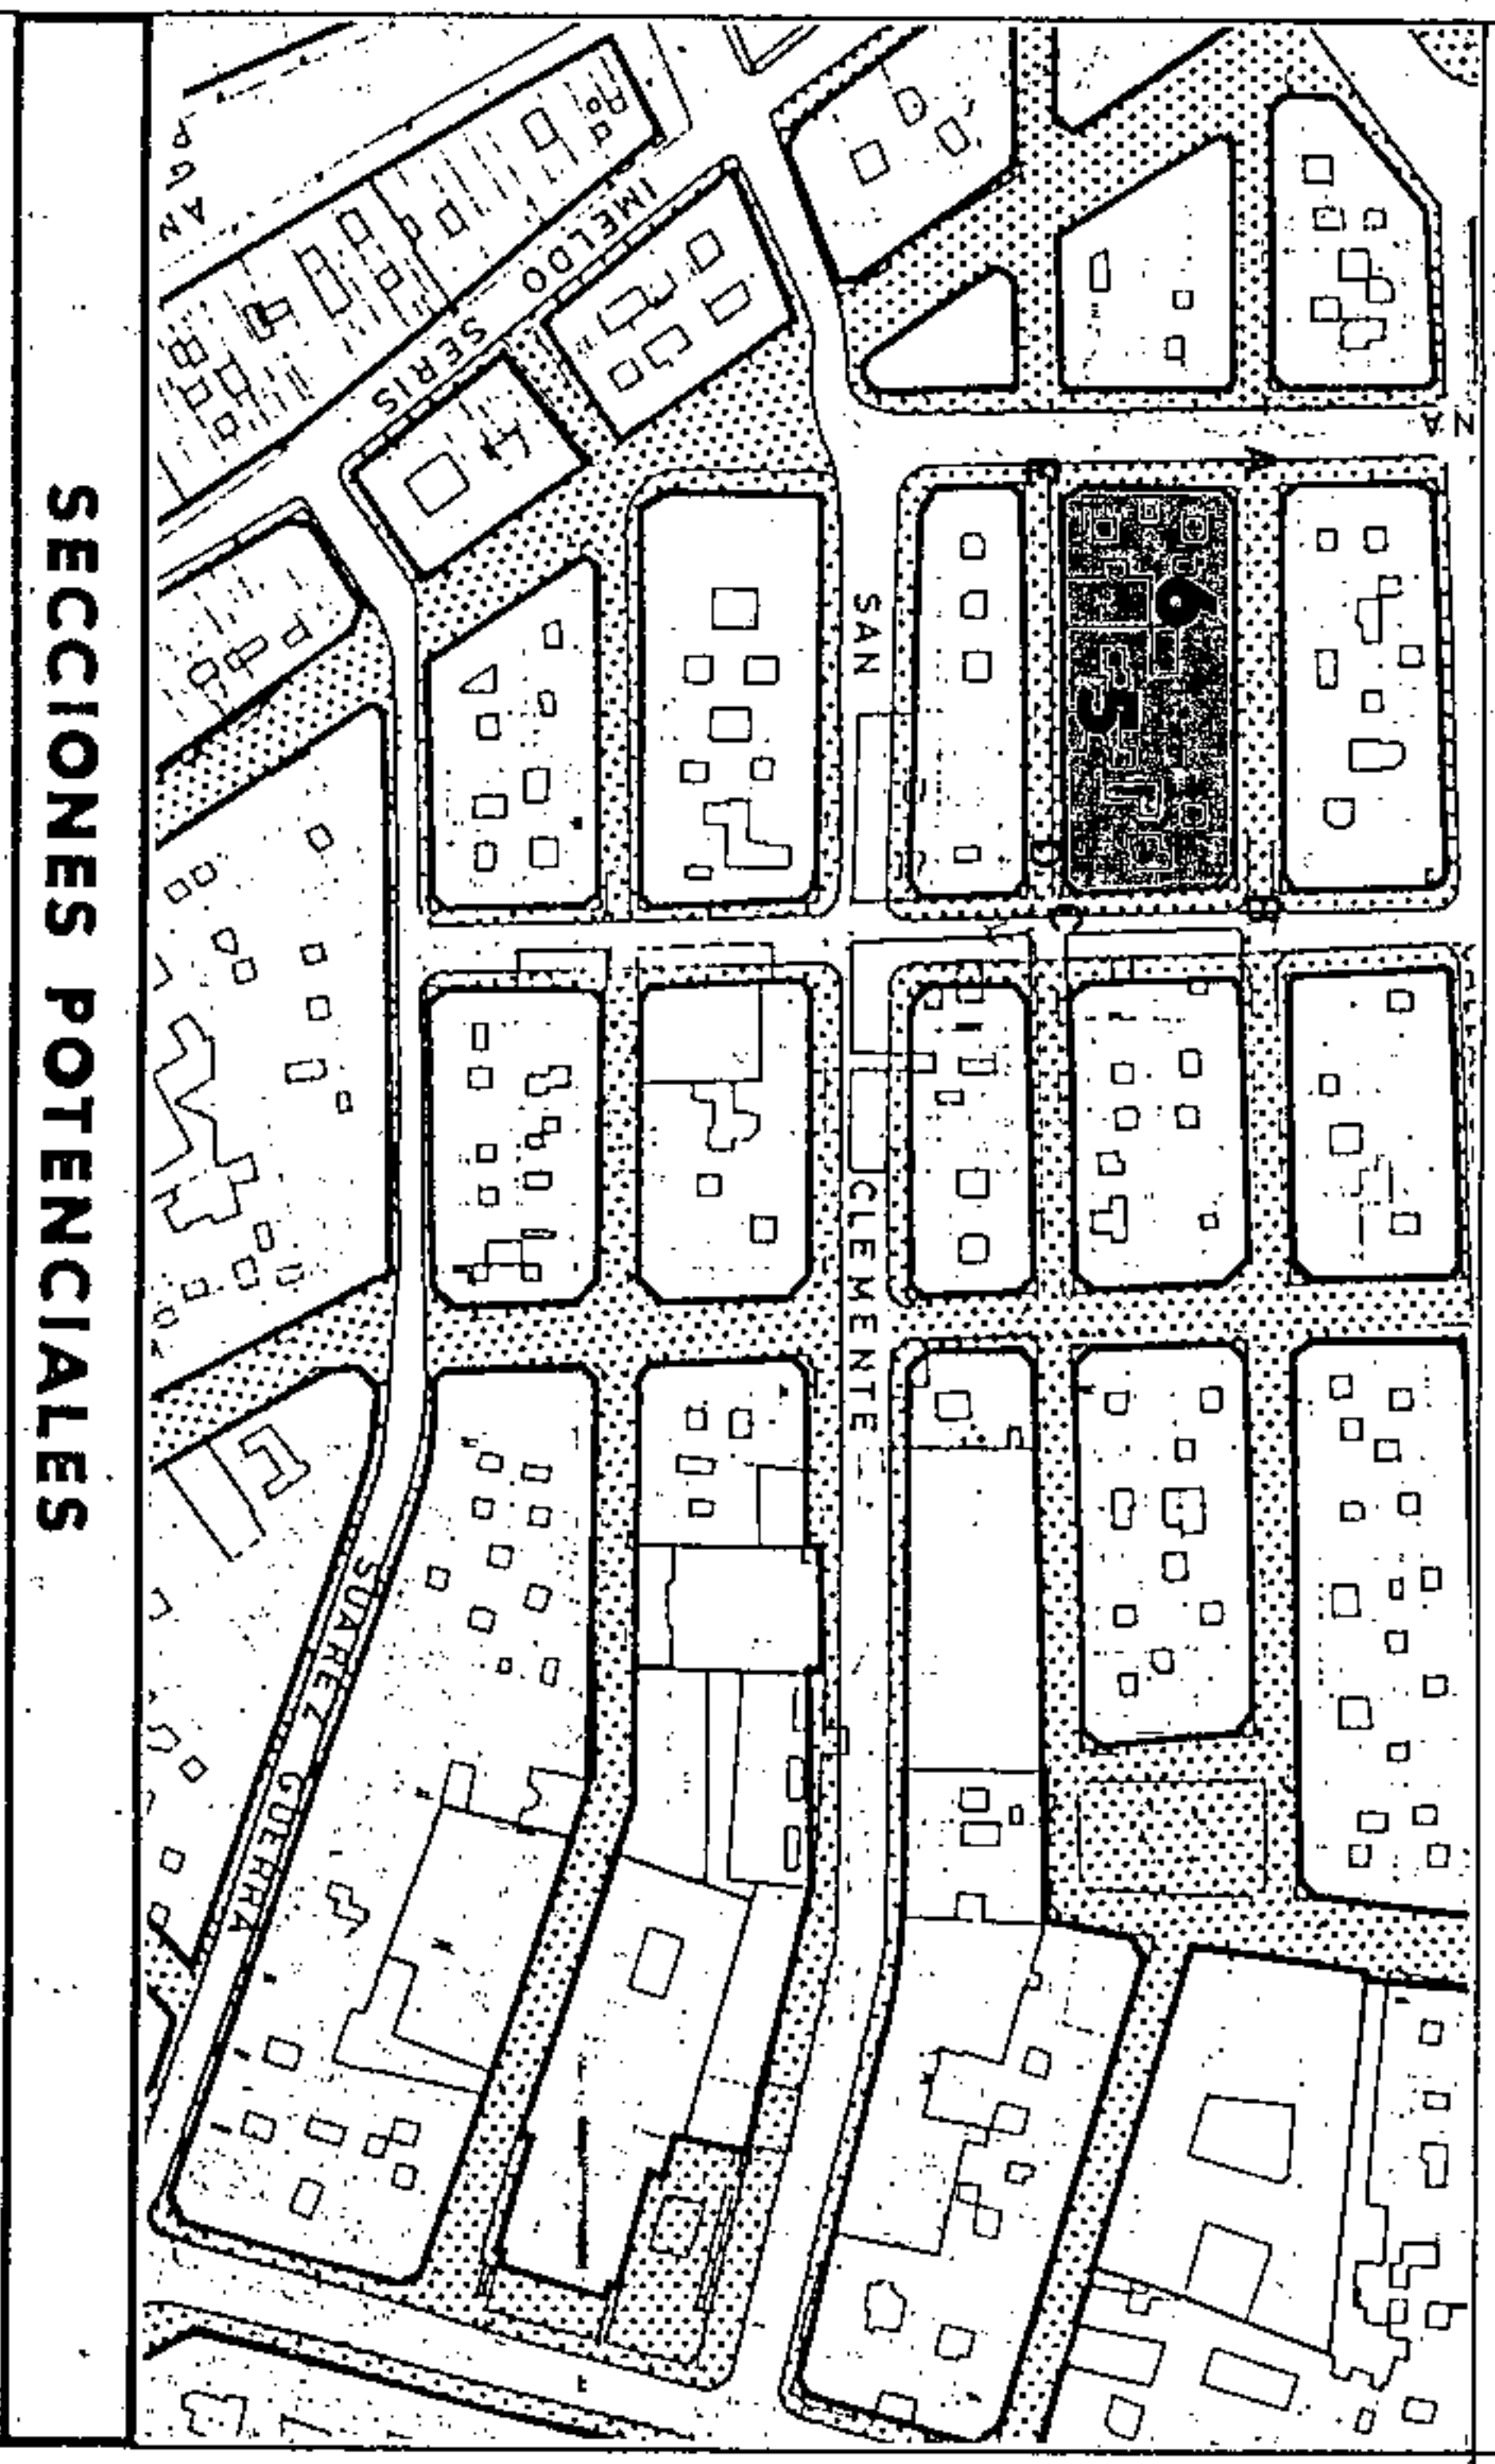 SECCIONES POTENCIALES
IMELDO SERIS
SAN CLEMENTE
SUAREZ GUERRA
6
5
A
B
C